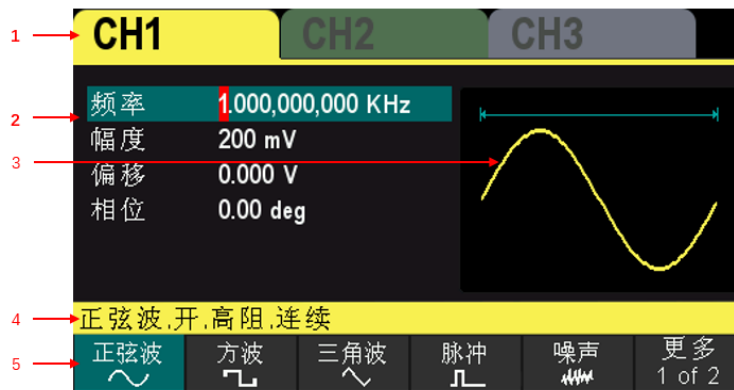 1 CH1 CH2 CH3
2 频率 1.000,000,000 KHz
幅度 200 mV
3
偏移 0.000 V
相位 0.00 deg
4 正弦波,开,高阻,连续
5 正弦波 方波 三角波 脉冲 噪声 更多
1 of 2